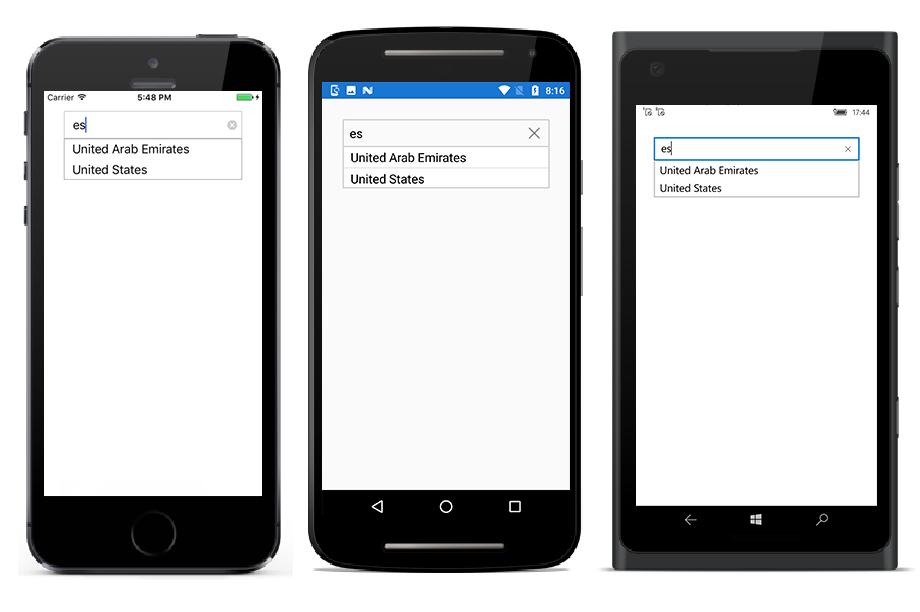 Carrier 5:48 PM
es
United Arab Emirates
United States
8:16
es
United Arab Emirates
United States
17:44
es
United Arab Emirates
United States